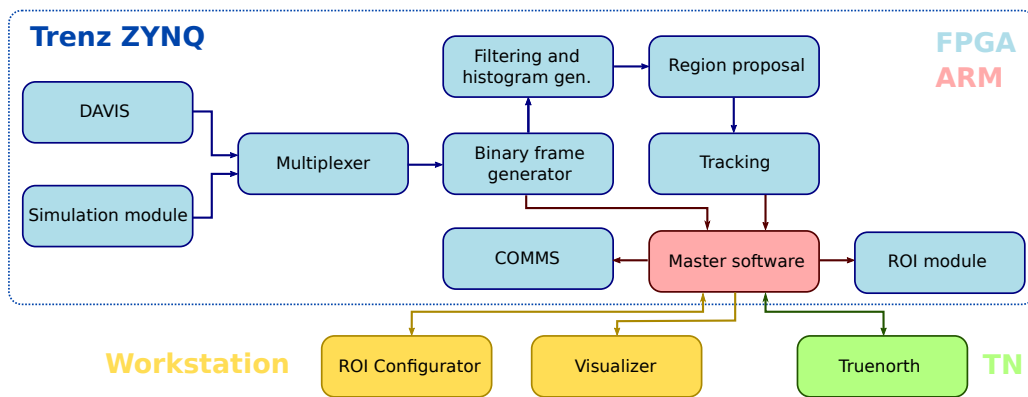 Trenz ZYNQ
FPGA
ARM
Filtering and
histogram gen.
Region proposal
DAVIS
Multiplexer
Binary frame
generator
Tracking
Simulation module
COMMS
Master software
ROI module
Workstation
ROI Configurator
Visualizer
Truenorth
TN